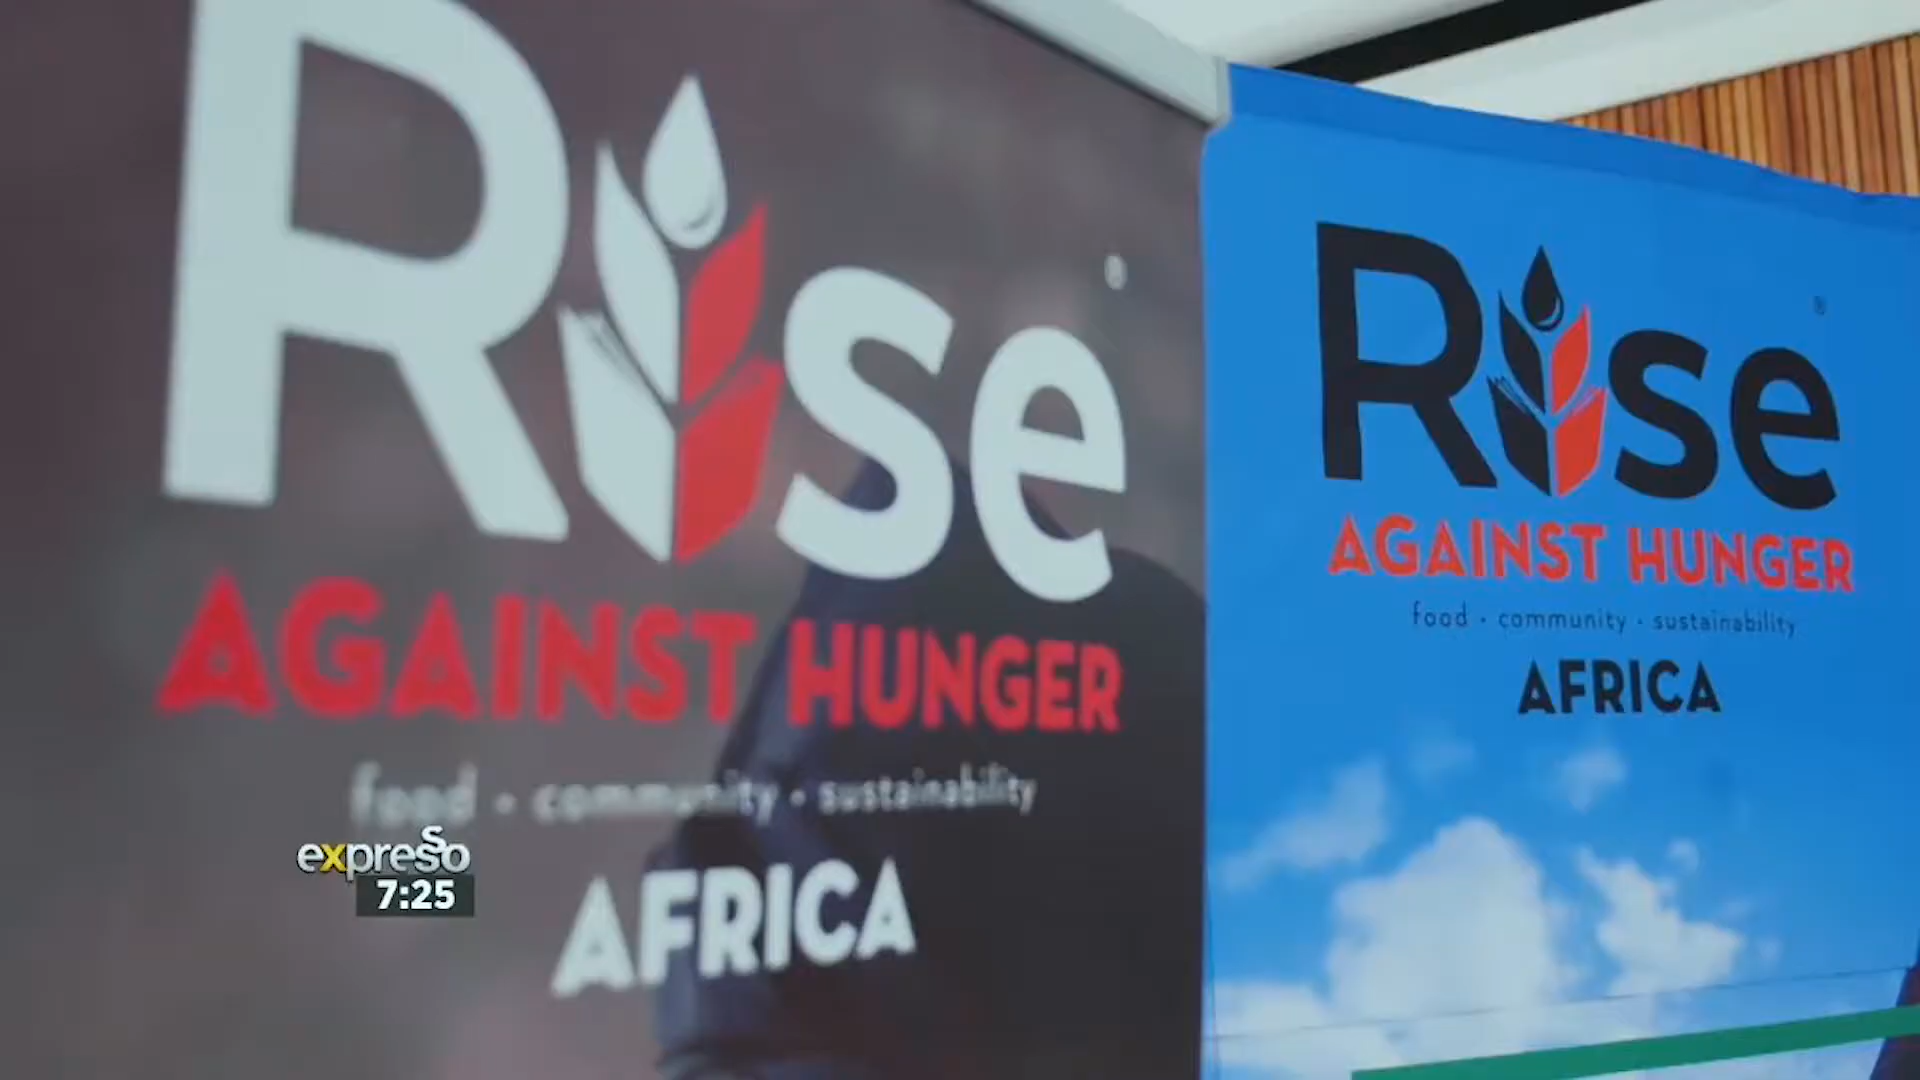 Rise®
AGAINST HUNGER
food • community • sustainability
AFRICA
Rise®
AGAINST HUNGER
food • community • sustainability
AFRICA
expresso
7:25